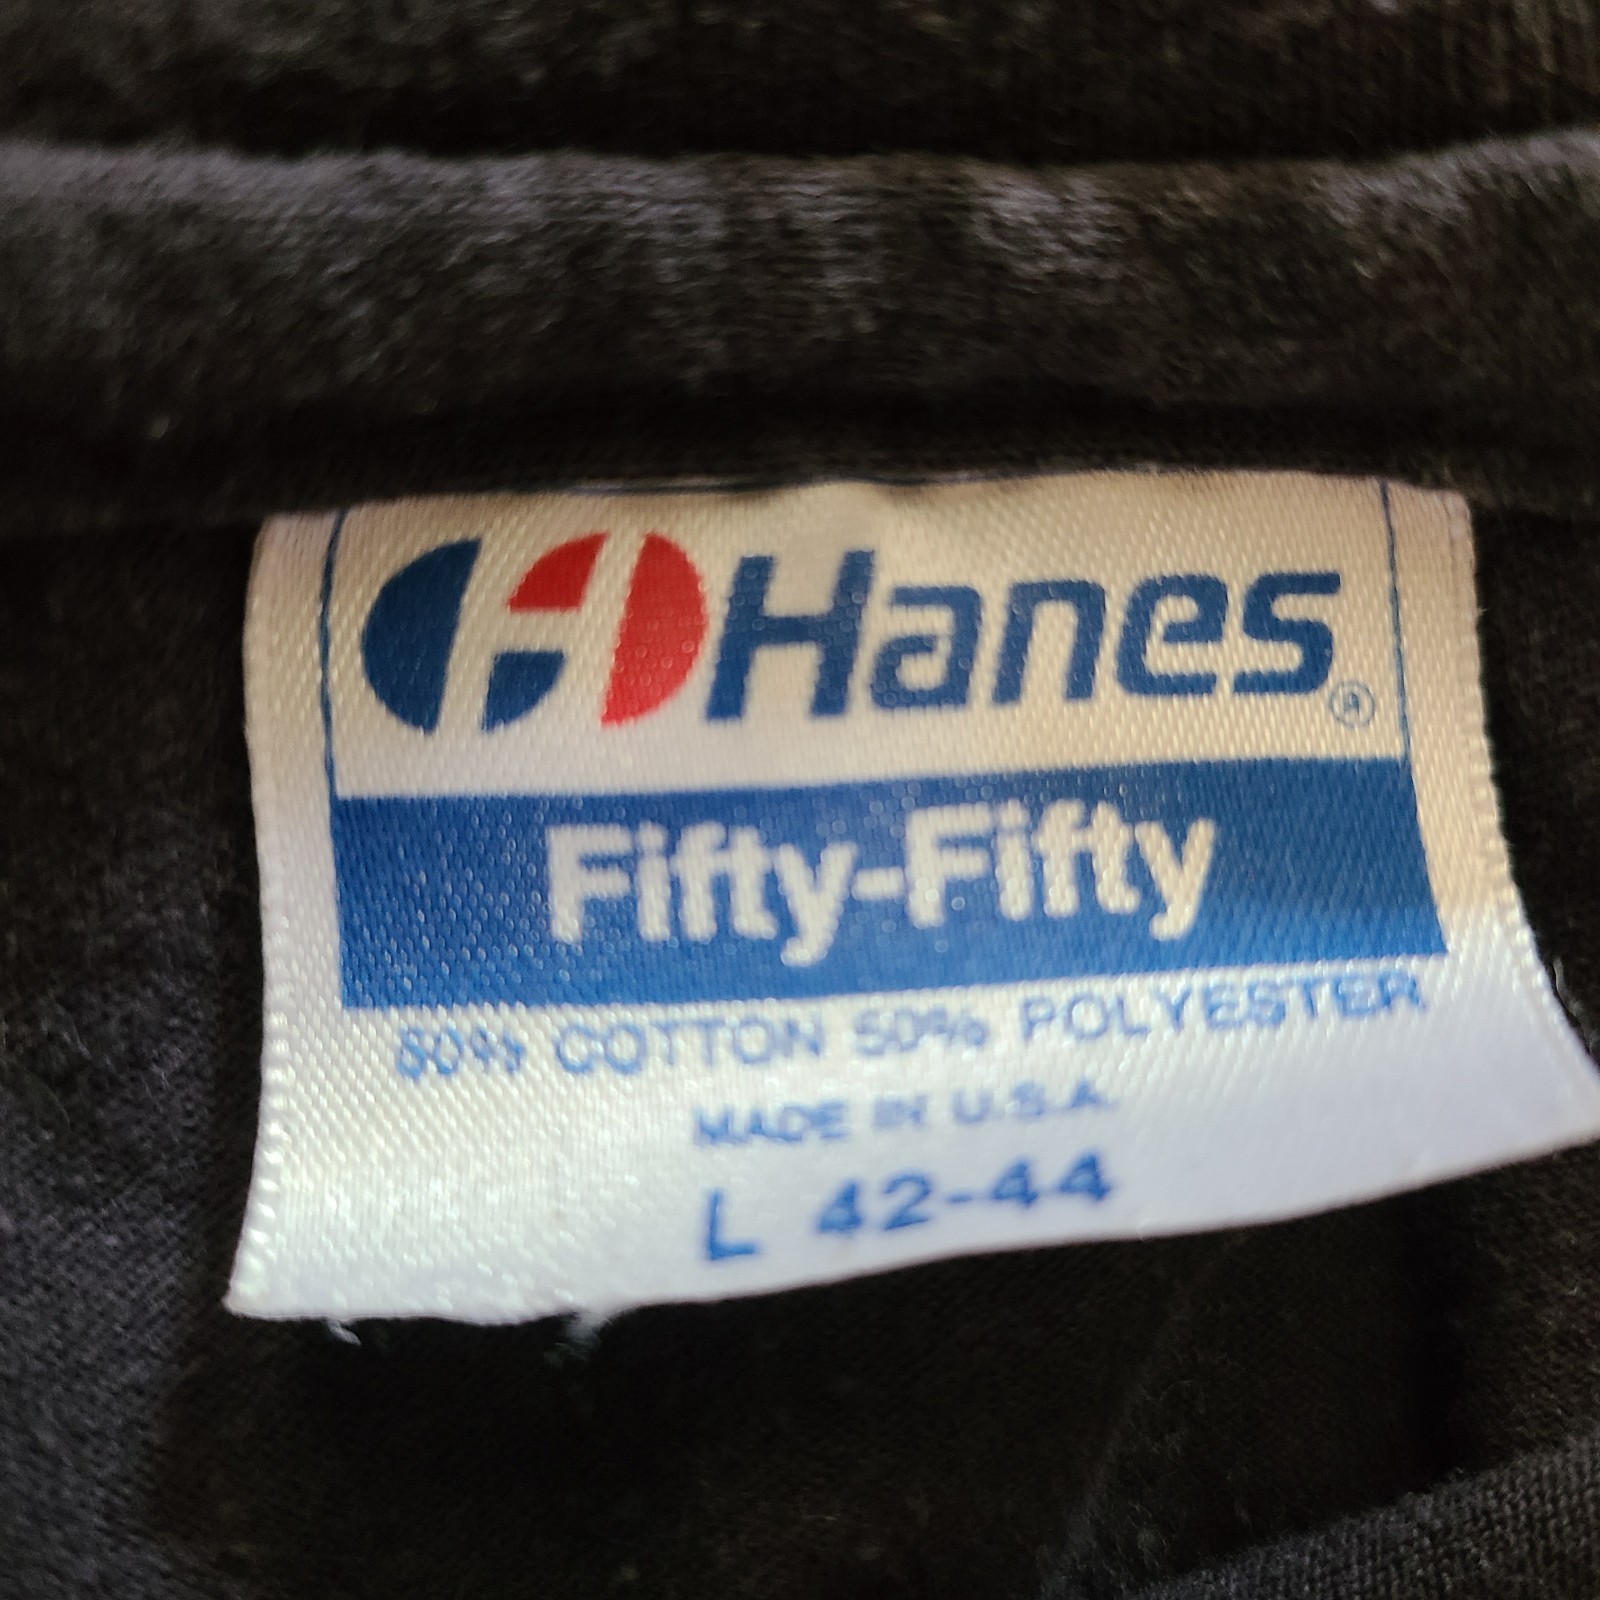 Hanes®
Fifty-Fifty
50% COTTON 50% POLYESTER
MADE IN U.S.A.
L 42-44